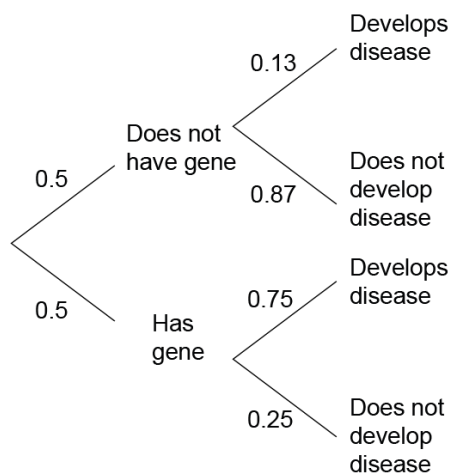 Develops
disease
0.13
Does not
have gene
0.5
0.87
Does not
develop
disease
Develops
disease
0.75
0.5
Has
gene
0.25
Does not
develop
disease